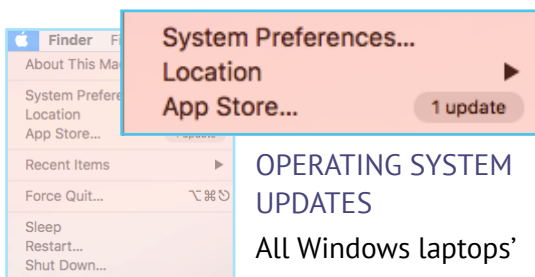 Finder
About This Ma
System Prefere
Location
App Store...
Recent Items
Force Quit... ⌥⌘⎋
Sleep
Restart...
Shut Down...
System Preferences...
Location
App Store... 1 update
OPERATING SYSTEM
UPDATES
All Windows laptops’